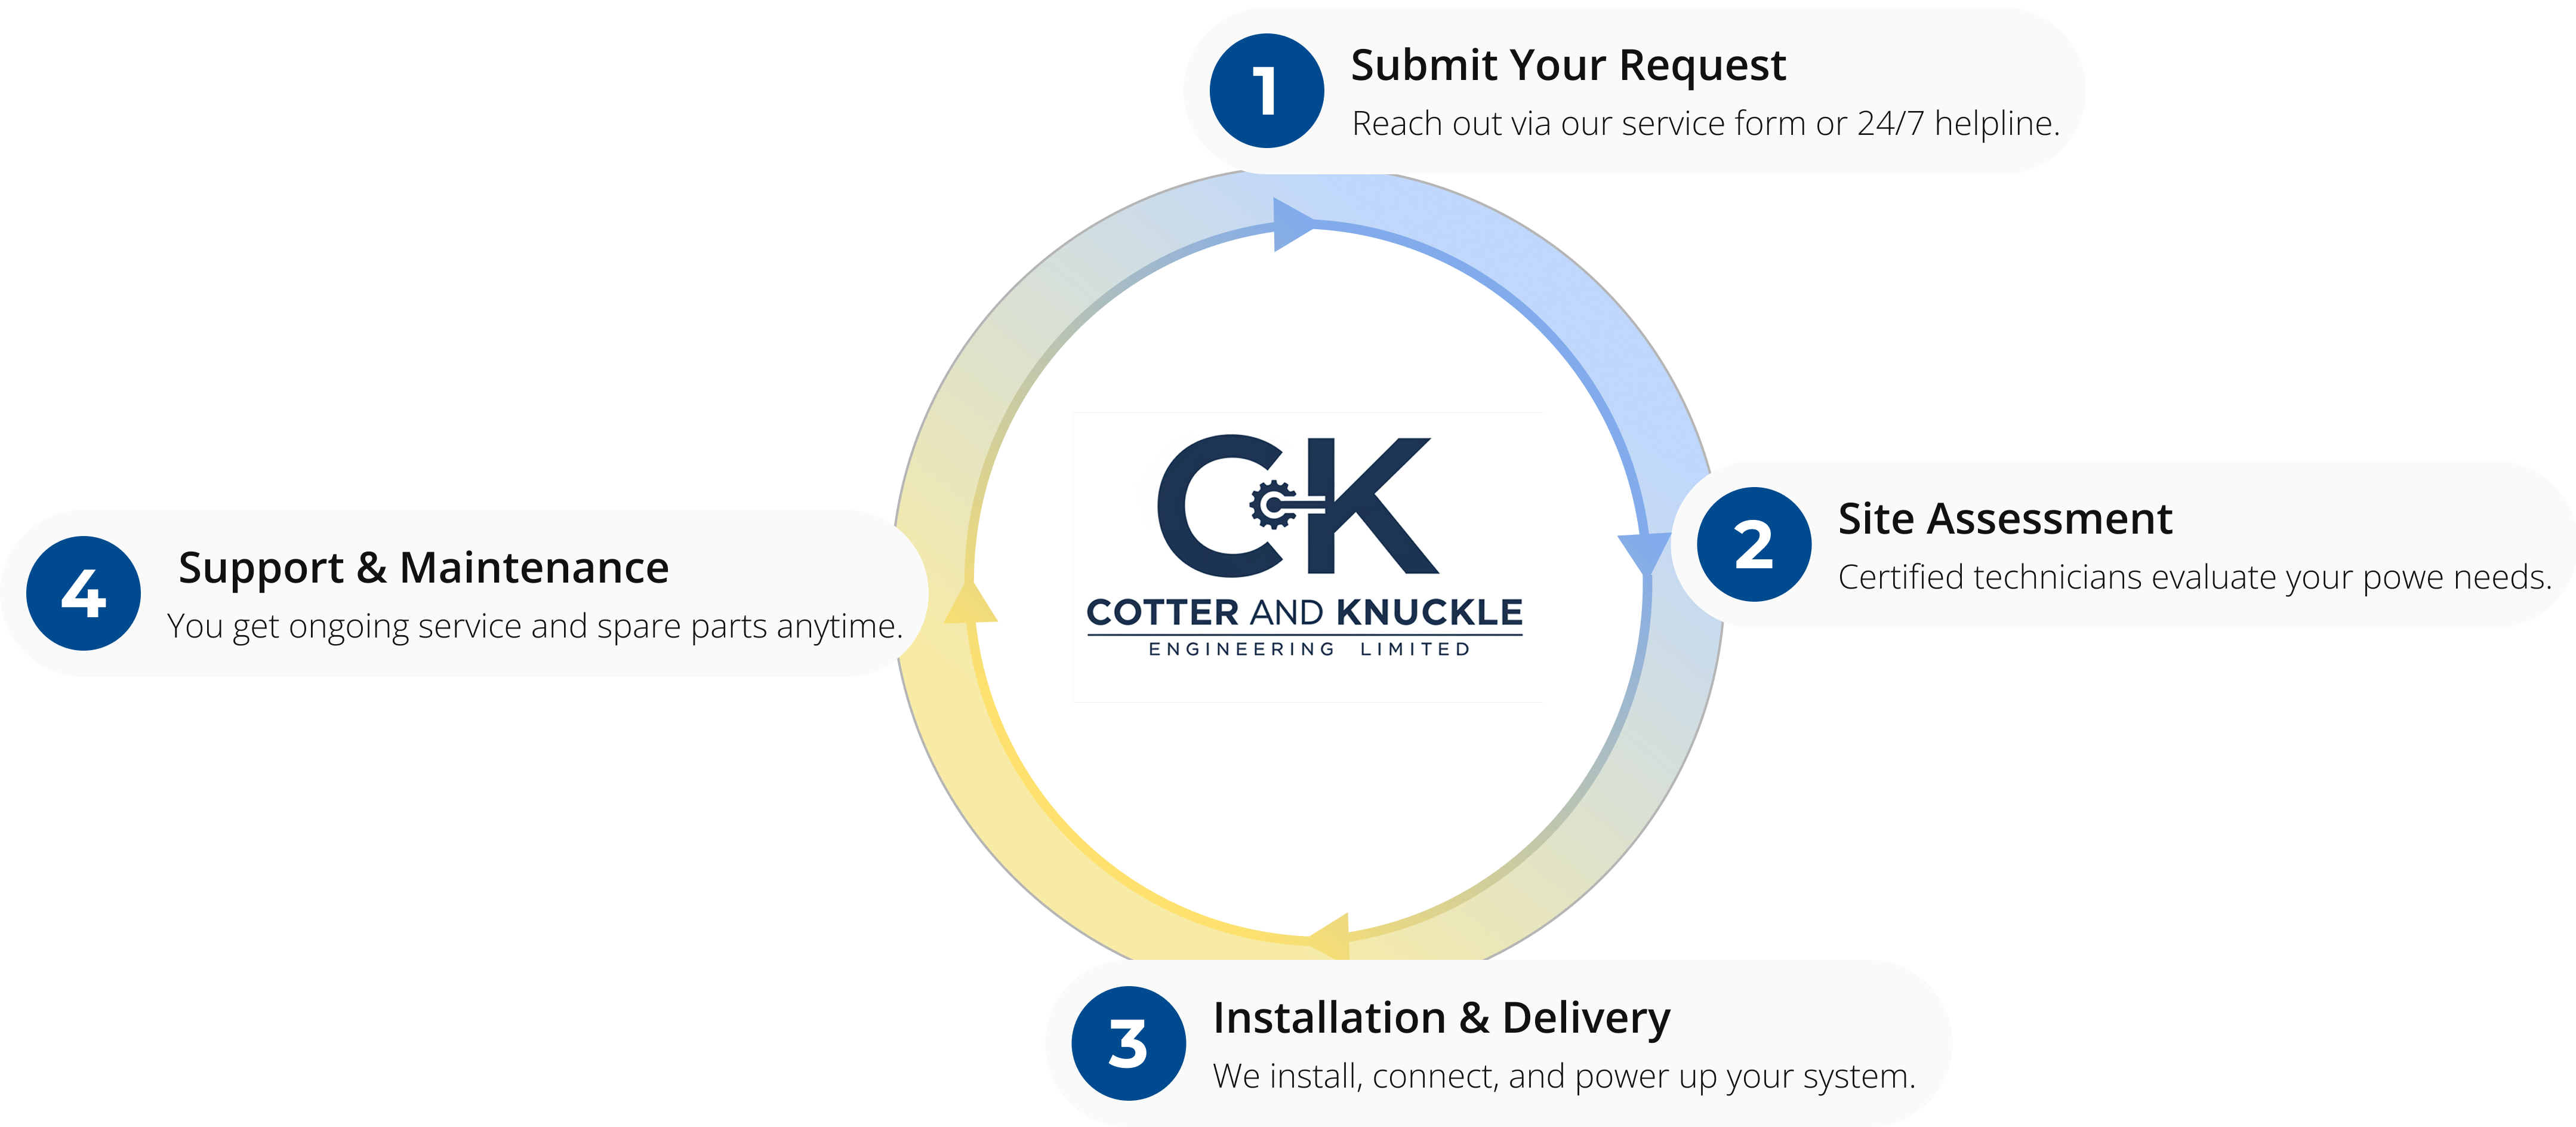 1
Submit Your Request
Reach out via our service form or 24/7 helpline.
2
Site Assessment
Certified technicians evaluate your powe needs.
3
Installation & Delivery
We install, connect, and power up your system.
4
Support & Maintenance
You get ongoing service and spare parts anytime.
CK
COTTER AND KNUCKLE
ENGINEERING LIMITED